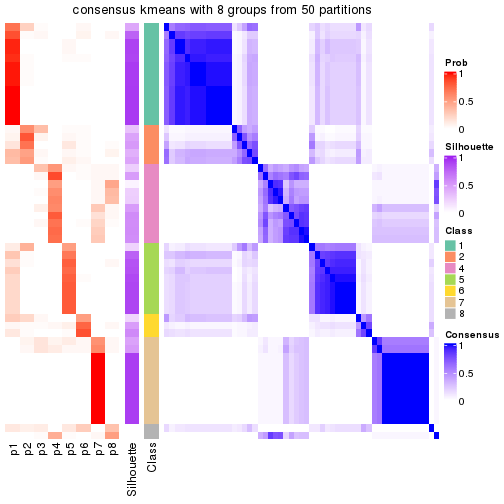 consensus kmeans with 8 groups from 50 partitions
Prob
1
0.5
0
Silhouette
1
0.5
0
Class
1
2
4
5
6
7
8
Consensus
1
0.5
0
p1
p2
p3
p4
p5
p6
p7
p8
Silhouette
Class